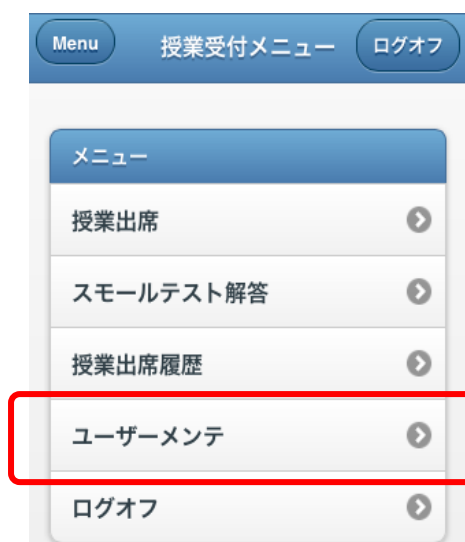 Menu 授業受付メニュー ログオフ
メニュー
授業出席
スモールテスト解答
授業出席履歴
ユーザーメンテ
ログオフ